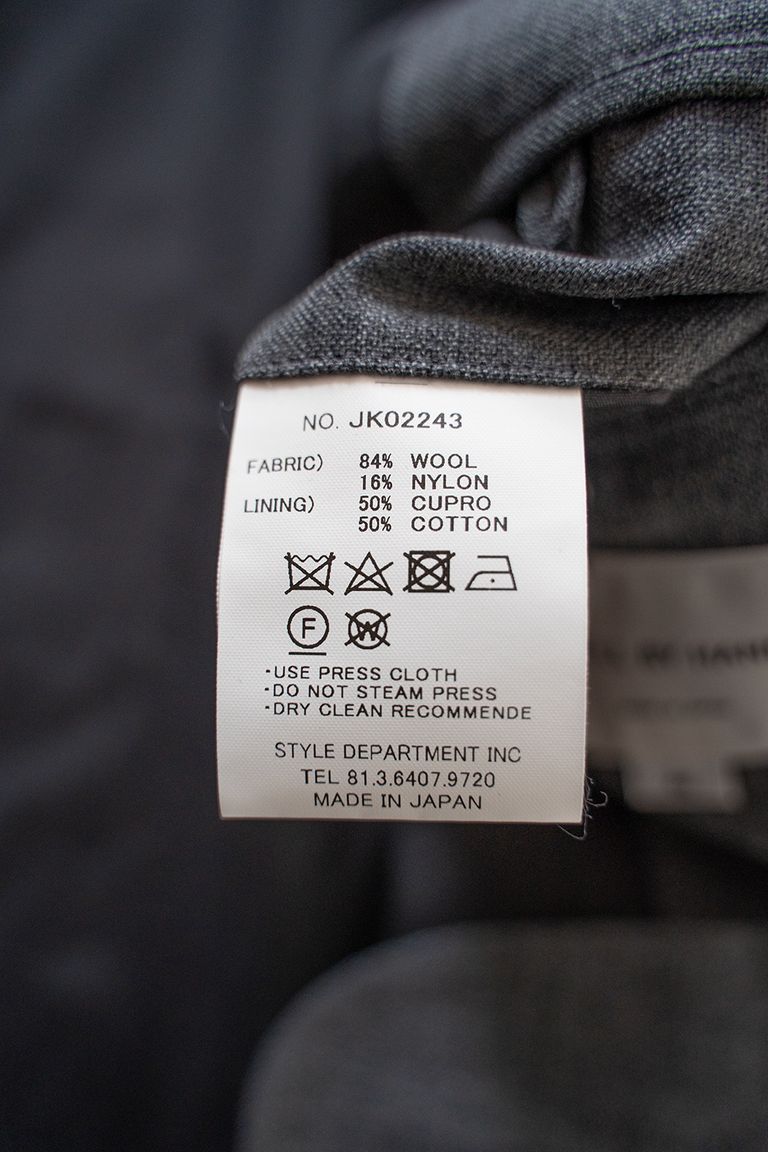 NO. JK02243
FABRIC) 84% WOOL
16% NYLON
LINING) 50% CUPRO
50% COTTON
F W
-USE PRESS CLOTH
-DO NOT STEAM PRESS
-DRY CLEAN RECOMMENDE
STYLE DEPARTMENT INC
TEL 81.3.6407.9720
MADE IN JAPAN